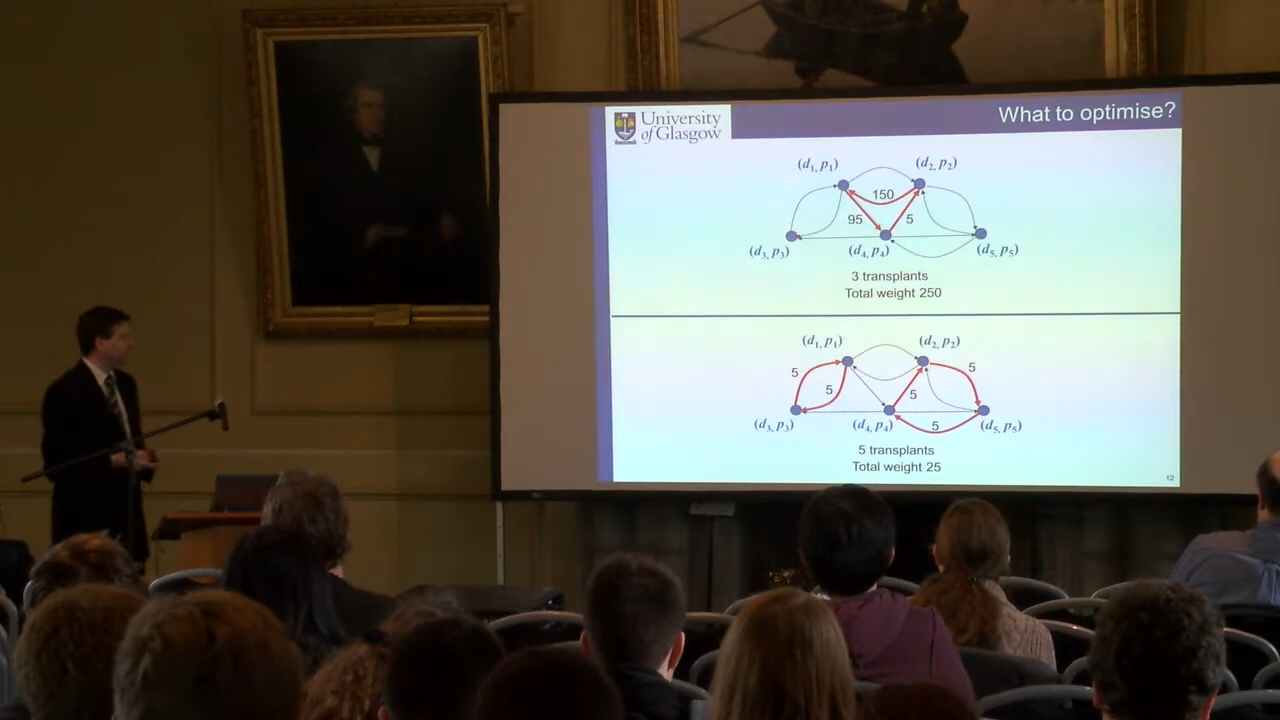 University
of Glasgow
What to optimise?
(d1, p1)
(d2, p2)
150
95
5
(d3, p3)
(d4, p4)
(d5, p5)
3 transplants
Total weight 250
(d1, p1)
(d2, p2)
5
5
5
5
(d3, p3)
(d4, p4)
5
(d5, p5)
5 transplants
Total weight 25
12